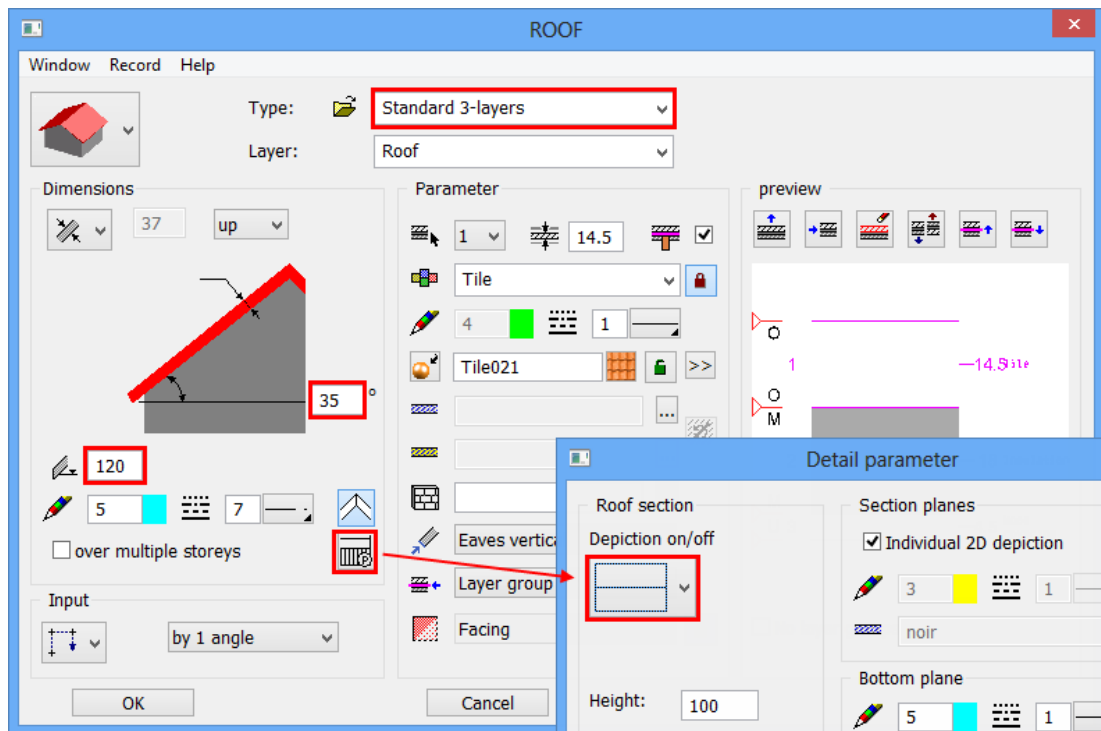 ROOF
Window Record Help
Type: Standard 3-layers
Layer: Roof
Dimensions
37 up
35 °
120
5 7
over multiple storeys
Input
by 1 angle
OK
Parameter
1 14.5
Tile
4 1
Tile021 >>
...
Eaves vertic
Layer group
Facing
Cancel
preview
O
1 14.5
O
M
Detail parameter
Roof section
Depiction on/off
Height: 100
Section planes
Individual 2D depiction
3 1
noir
Bottom plane
5 1